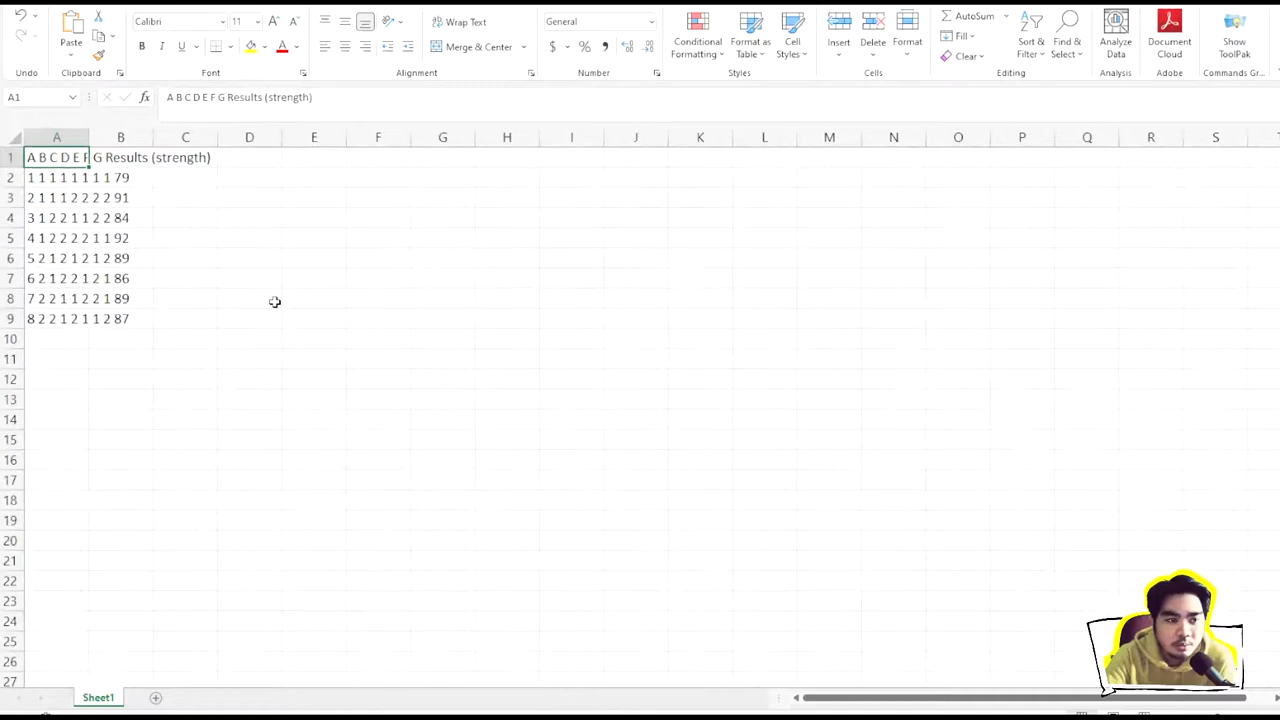 Calibri 11 Wrap Text General AutoSum
Paste B I U Merge & Center $ % Conditional Formatting Format as Table Cell Styles Insert Delete Format Fill Clear Sort & Filter Find & Select Analyze Data Document Cloud Show ToolPak
Undo Clipboard Font Alignment Number Styles Cells Editing Analysis Adobe Commands Gr...
A1 fx A B C D E F G Results (strength)
A B C D E F G H I J K L M N O P Q R S
1 A B C D E F G Results (strength)
2 1 1 1 1 1 1 1 1 79
3 2 1 1 1 2 2 2 2 91
4 3 1 2 2 1 1 2 2 84
5 4 1 2 2 2 2 1 1 92
6 5 2 1 2 1 2 1 2 89
7 6 2 1 2 2 1 2 1 86
8 7 2 2 1 1 2 2 1 89
9 8 2 2 1 2 1 1 2 87
10
11
12
13
14
15
16
17
18
19
20
21
22
23
24
25
26
27
Sheet1